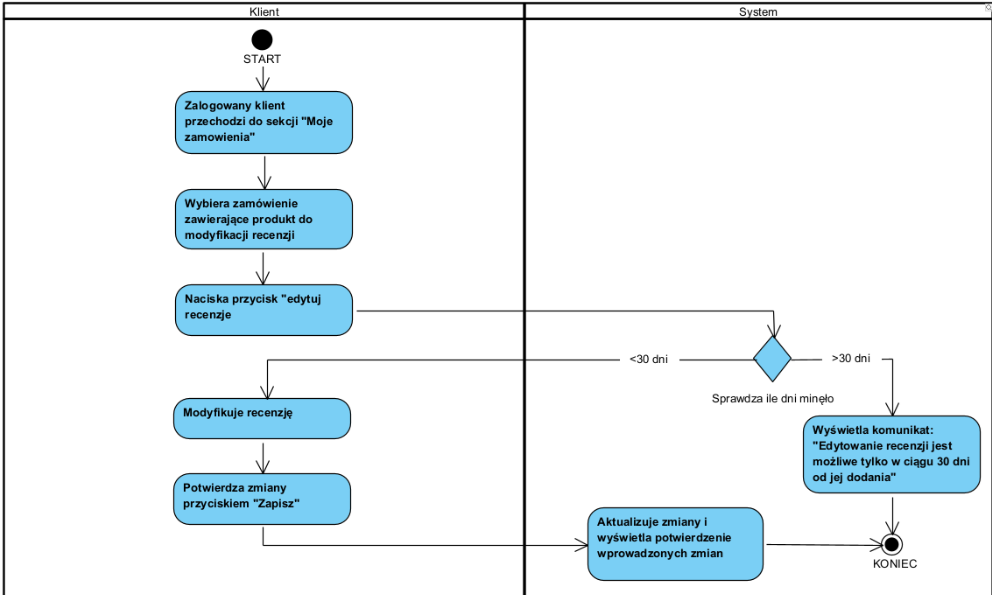 Klient
System
START
Zalogowany klient
przechodzi do sekcji "Moje
zamowienia"
Wybiera zamówienie
zawierające produkt do
modyfikacji recenzji
Naciska przycisk "edytuj
recenzje
<30 dni
>30 dni
Sprawdza ile dni minęło
Modyfikuje recenzję
Wyświetla komunikat:
"Edytowanie recenzji jest
możliwe tylko w ciągu 30 dni
od jej dodania"
Potwierdza zmiany
przyciskiem "Zapisz"
Aktualizuje zmiany i
wyświetla potwierdzenie
wprowadzonych zmian
KONIEC